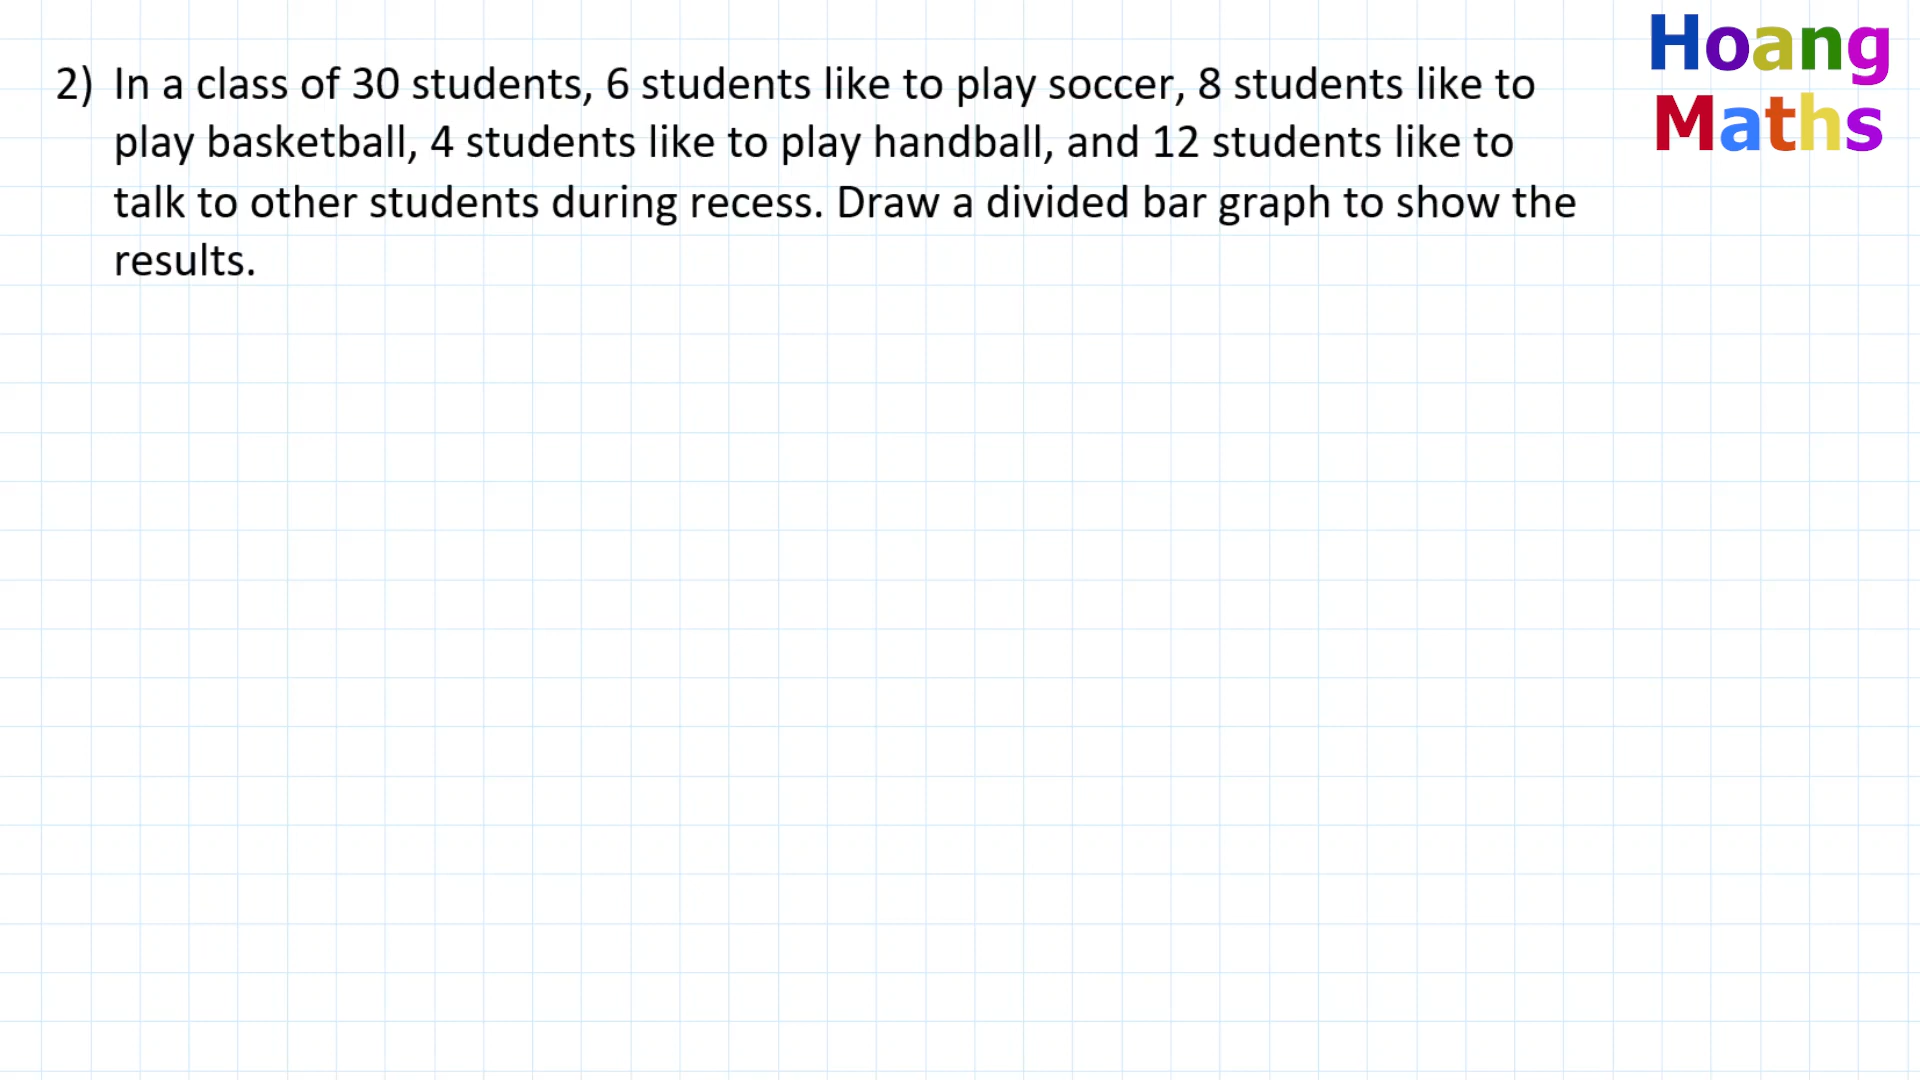 2) In a class of 30 students, 6 students like to play soccer, 8 students like to
play basketball, 4 students like to play handball, and 12 students like to
talk to other students during recess. Draw a divided bar graph to show the
results.
Hoang
Maths